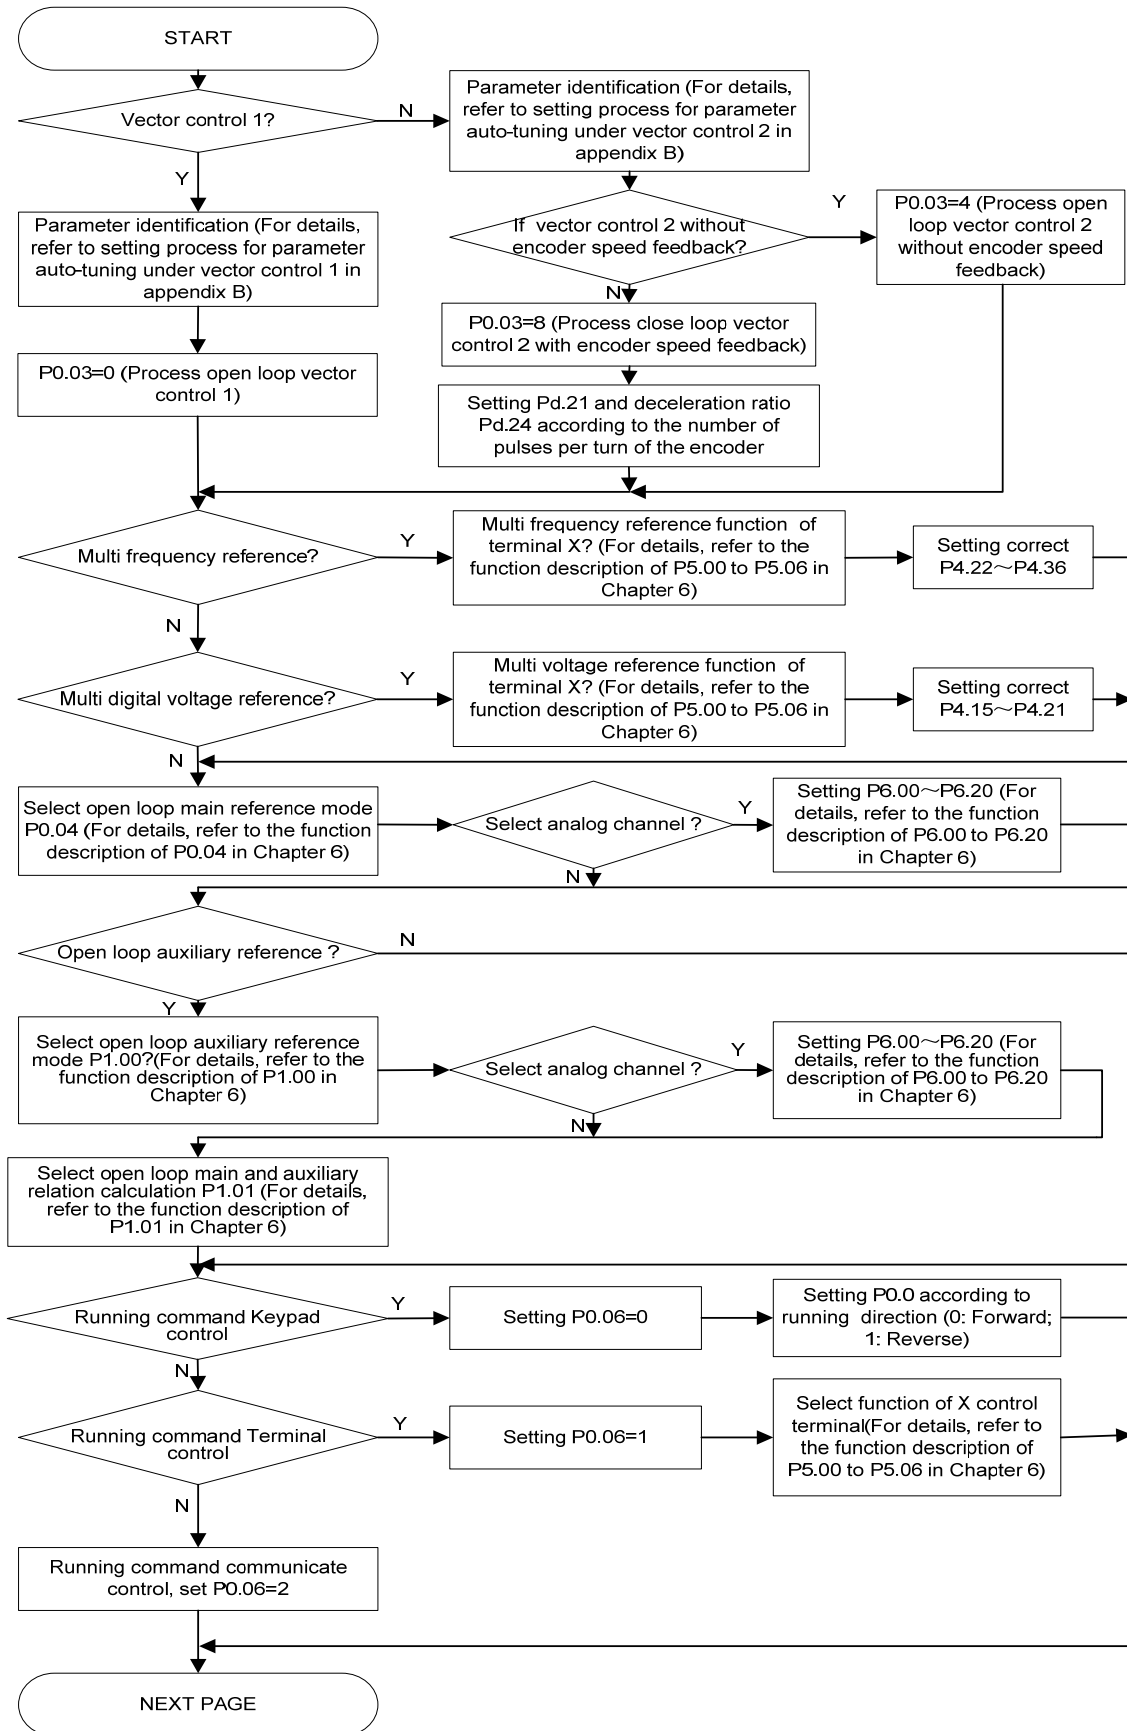 START
Vector control 1?
N
Parameter identification (For details,
refer to setting process for parameter
auto-tuning under vector control 2 in
appendix B)
Y
Parameter identification (For details,
refer to setting process for parameter
auto-tuning under vector control 1 in
appendix B)
If vector control 2 without
encoder speed feedback?
Y
P0.03=4 (Process open
loop vector control 2
without encoder speed
feedback)
N
P0.03=8 (Process close loop vector
control 2 with encoder speed feedback)
P0.03=0 (Process open loop vector
control 1)
Setting Pd.21 and deceleration ratio
Pd.24 according to the number of
pulses per turn of the encoder
Multi frequency reference?
Y
Multi frequency reference function of
terminal X? (For details, refer to the
function description of P5.00 to P5.06 in
Chapter 6)
Setting correct
P4.22～P4.36
N
Multi digital voltage reference?
Y
Multi voltage reference function of
terminal X? (For details, refer to the
function description of P5.00 to P5.06 in
Chapter 6)
Setting correct
P4.15～P4.21
N
Select open loop main reference mode
P0.04 (For details, refer to the function
description of P0.04 in Chapter 6)
Select analog channel ?
Y
Setting P6.00～P6.20 (For
details, refer to the function
description of P6.00 to P6.20
in Chapter 6)
N
Open loop auxiliary reference ?
N
Y
Select open loop auxiliary reference
mode P1.00?(For details, refer to the
function description of P1.00 in
Chapter 6)
Select analog channel ?
Y
Setting P6.00～P6.20 (For
details, refer to the function
description of P6.00 to P6.20
in Chapter 6)
N
Select open loop main and auxiliary
relation calculation P1.01 (For details,
refer to the function description of
P1.01 in Chapter 6)
Running command Keypad
control
Y
Setting P0.06=0
Setting P0.0 according to
running direction (0: Forward;
1: Reverse)
N
Running command Terminal
control
Y
Setting P0.06=1
Select function of X control
terminal(For details, refer to
the function description of
P5.00 to P5.06 in Chapter 6)
N
Running command communicate
control, set P0.06=2
NEXT PAGE